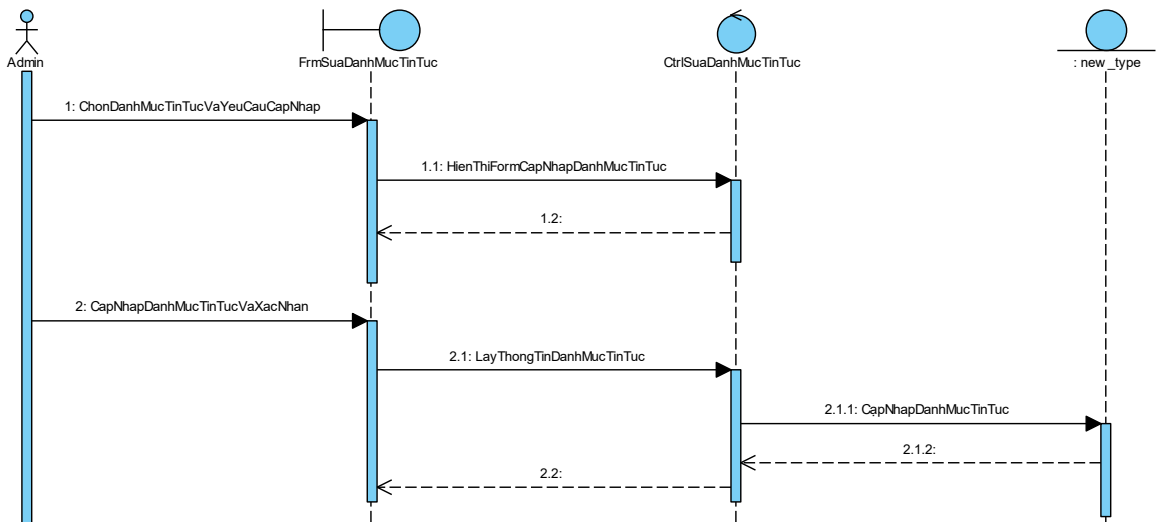 Admin
FrmSuaDanhMucTinTuc
CtrlSuaDanhMucTinTuc
: new_type
1: ChonDanhMucTinTucVaYeuCauCapNhap
1.1: HienThiFormCapNhapDanhMucTinTuc
1.2:
2: CapNhapDanhMucTinTucVaXacNhan
2.1: LayThongTinDanhMucTinTuc
2.1.1: CạpNhapDanhMucTinTuc
2.1.2:
2.2: